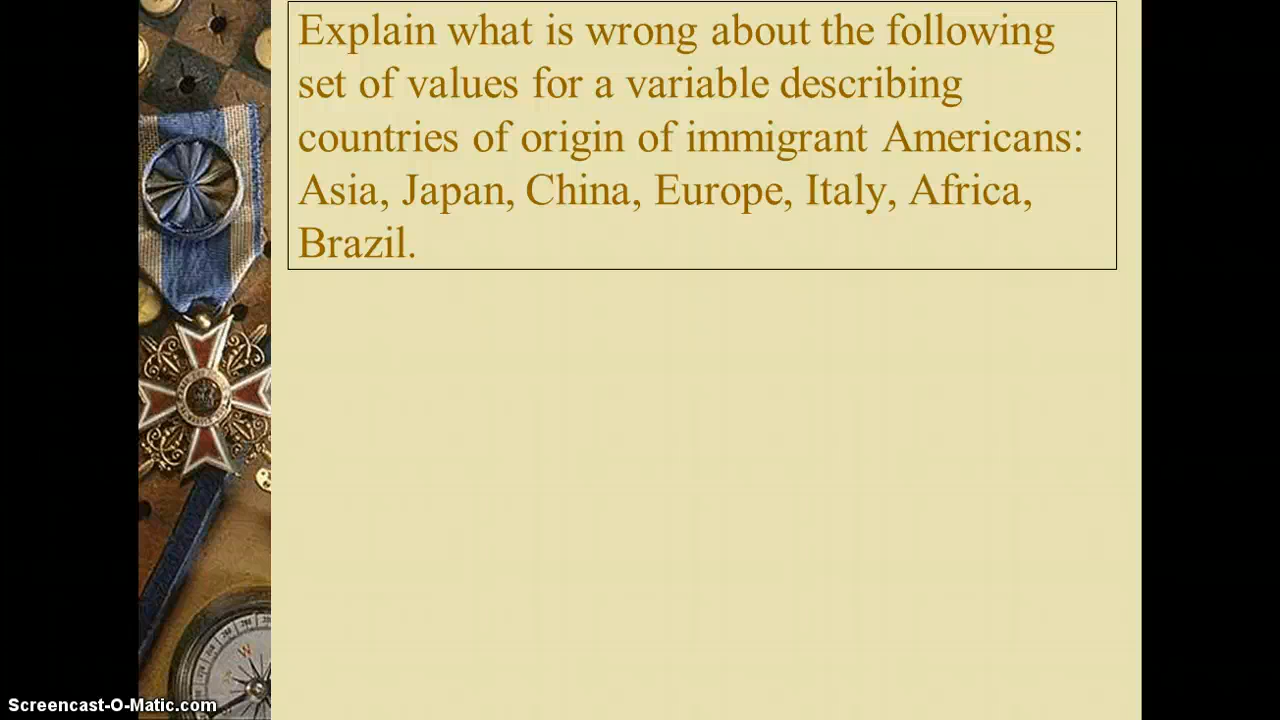 Explain what is wrong about the following
set of values for a variable describing
countries of origin of immigrant Americans:
Asia, Japan, China, Europe, Italy, Africa,
Brazil.
W
Screencast-O-Matic.com